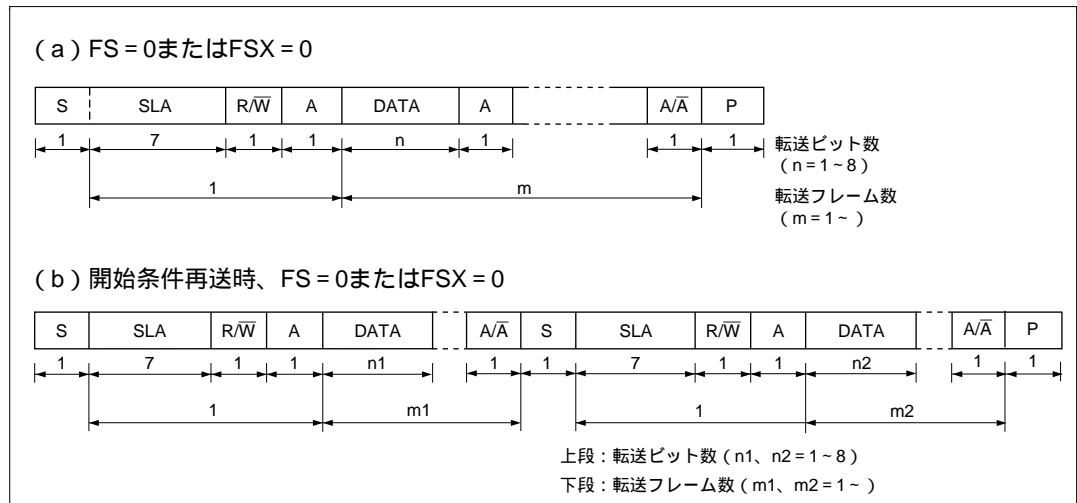 (a) FS = 0またはFSX = 0
S SLA R/W̅ A DATA A A/A̅ P
1 7 1 1 n 1 1 1 転送ビット数
(n = 1 ~ 8)
1 m 転送フレーム数
(m = 1 ~ )
(b) 開始条件再送時、FS = 0またはFSX = 0
S SLA R/W̅ A DATA A/A̅ S SLA R/W̅ A DATA A/A̅ P
1 7 1 1 n1 1 1 7 1 1 n2 1 1
1 m1 1 m2
上段:転送ビット数(n1、n2 = 1 ~ 8)
下段:転送フレーム数(m1、m2 = 1 ~ )